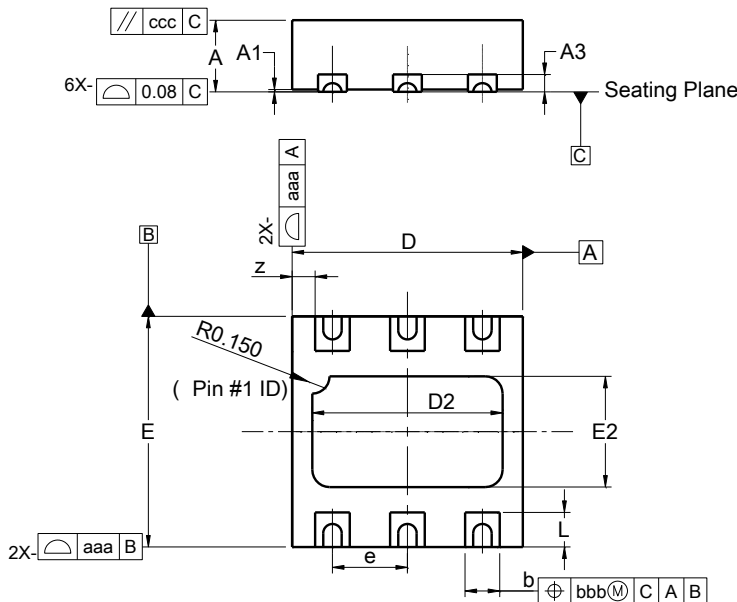 // ccc C
A
A1
A3
6X- ⌓ 0.08 C
Seating Plane
C
2X- ⌓ aaa A
B
D
A
z
R0.150
( Pin #1 ID)
D2
E
E2
L
2X- ⌓ aaa B
e
b
⌖ bbbⓂ C A B